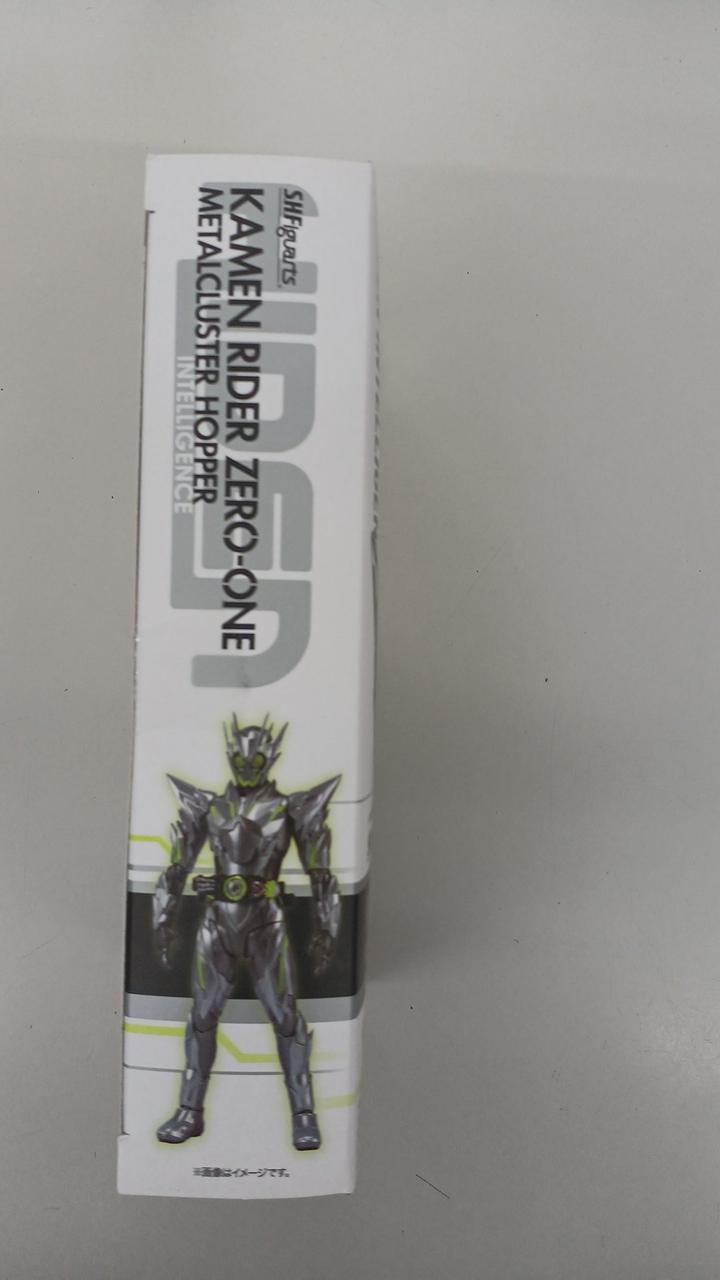 S.H.Figuarts
KAMEN RIDER ZERO-ONE
METALCLUSTER HOPPER
INTELLIGENCE
※画像はイメージです。